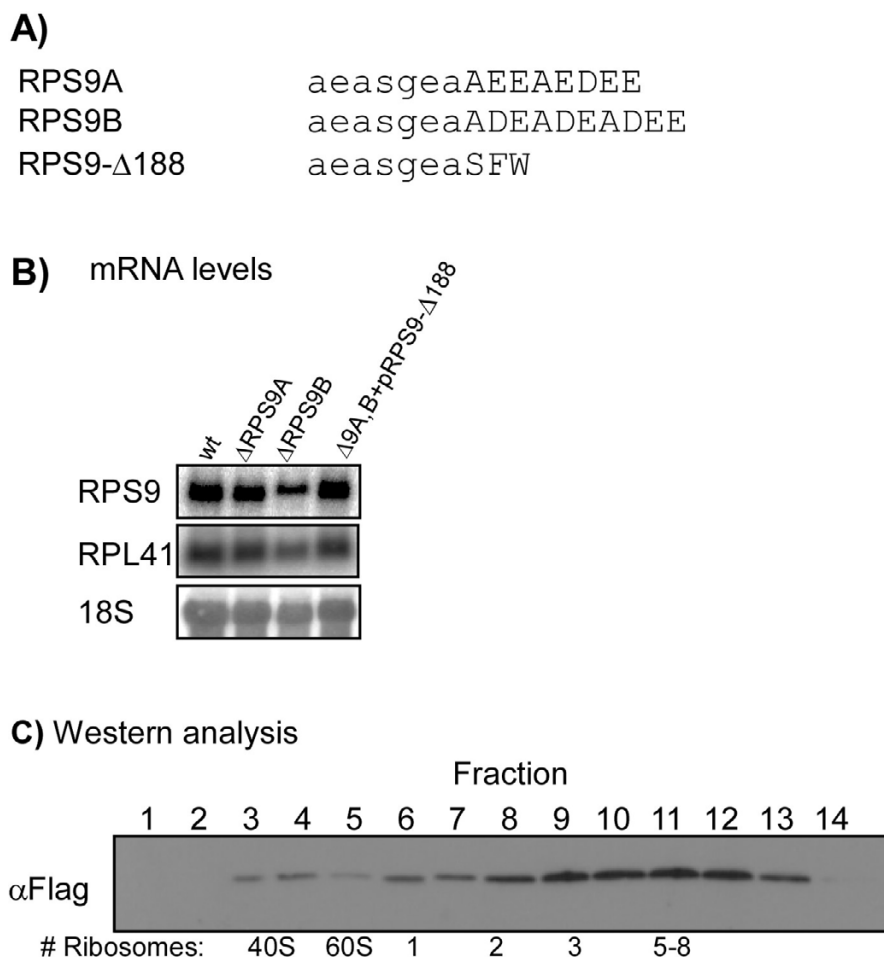 A)
RPS9A aeasgeaAEEAEDEE
RPS9B aeasgeaADEADEADEE
RPS9-Δ188 aeasgeaSFW
B) mRNA levels
wt ΔRPS9A ΔRPS9B Δ9A,B+pRPS9-Δ188
RPS9
RPL41
18S
C) Western analysis
Fraction
1 2 3 4 5 6 7 8 9 10 11 12 13 14
αFlag
# Ribosomes: 40S 60S 1 2 3 5-8